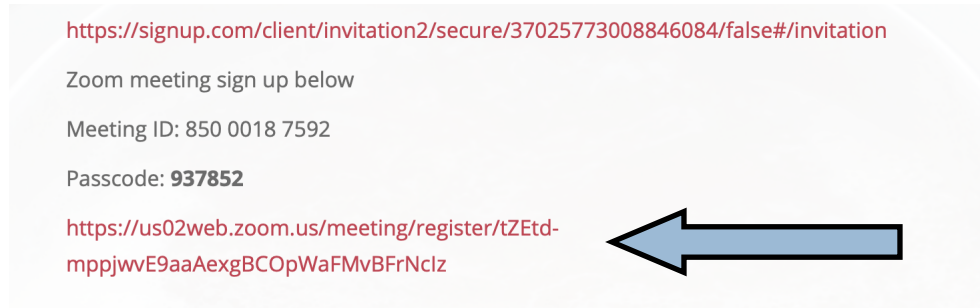 https://signup.com/client/invitation2/secure/37025773008846084/false#/invitation
Zoom meeting sign up below
Meeting ID: 850 0018 7592
Passcode: 937852
https://us02web.zoom.us/meeting/register/tZEtd-
mppjwvE9aaAexgBCOpWaFMvBFrNcIz